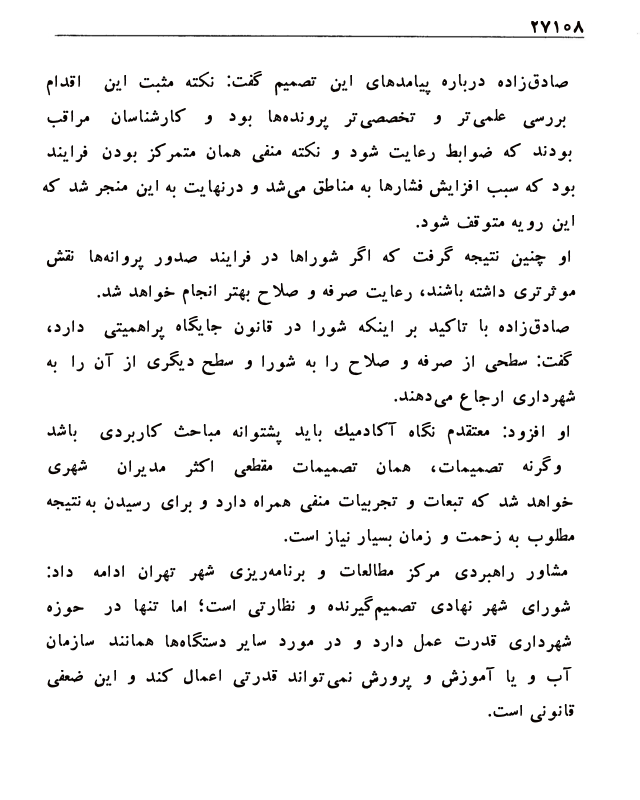 ۲۷۱۰۸
صادق‌زاده درباره پیامدهای این تصمیم گفت: نکته مثبت این اقدام
بررسی علمی‌تر و تخصصی‌تر پرونده‌ها بود و کارشناسان مراقب
بودند که ضوابط رعایت شود و نکته منفی همان متمرکز بودن فرایند
بود که سبب افزایش فشارها به مناطق می‌شد و درنهایت به این منجر شد که
این رویه متوقف شود.
او چنین نتیجه گرفت که اگر شوراها در فرایند صدور پروانه‌ها نقش
موثرتری داشته باشند، رعایت صرفه و صلاح بهتر انجام خواهد شد.
صادق‌زاده با تاکید بر اینکه شورا در قانون جایگاه پراهمیتی دارد،
گفت: سطحی از صرفه و صلاح را به شورا و سطح دیگری از آن را به
شهرداری ارجاع می‌دهند.
او افزود: معتقدم نگاه آکادمیك باید پشتوانه مباحث کاربردی باشد
وگرنه تصمیمات، همان تصمیمات مقطعی اکثر مدیران شهری
خواهد شد که تبعات و تجربیات منفی همراه دارد و برای رسیدن به نتیجه
مطلوب به زحمت و زمان بسیار نیاز است.
مشاور راهبردی مرکز مطالعات و برنامه‌ریزی شهر تهران ادامه داد:
شورای شهر نهادی تصمیم‌گیرنده و نظارتی است؛ اما تنها در حوزه
شهرداری قدرت عمل دارد و در مورد سایر دستگاه‌ها همانند سازمان
آب و یا آموزش و پرورش نمی‌تواند قدرتی اعمال کند و این ضعفی
قانونی است.